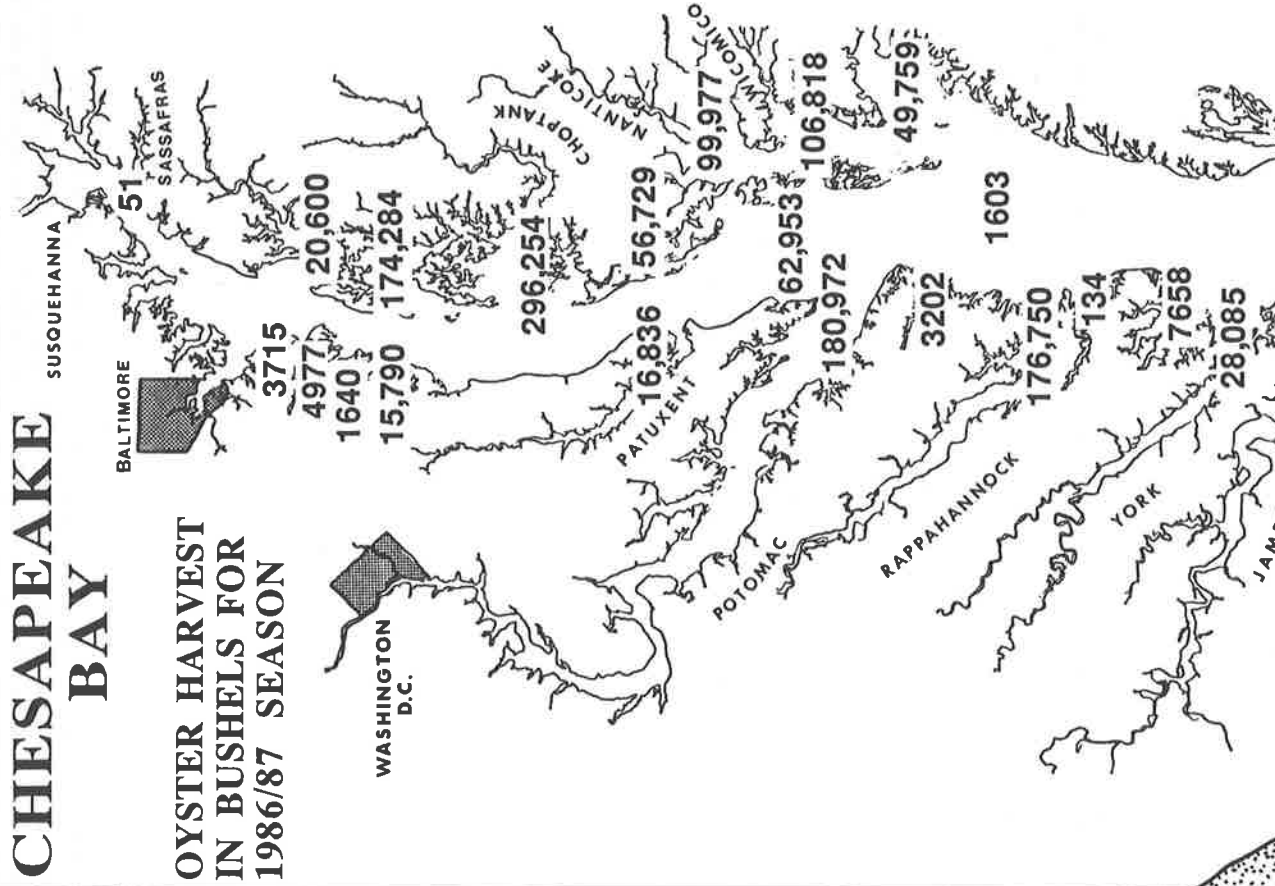 CHESAPEAKE
BAY
OYSTER HARVEST
IN BUSHELS FOR
1986/87 SEASON
SUSQUEHANNA
BALTIMORE
51
SASSAFRAS
3715
4977
1640
15,790
20,600
174,284
WASHINGTON
D.C.
296,254
CHOPTANK
NANTICOKE
56,729
99,977
WICOMICO
16,836
PATUXENT
62,953
106,818
180,972
POTOMAC
49,759
3202
1603
RAPPAHANNOCK
176,750
134
7658
YORK
28,085